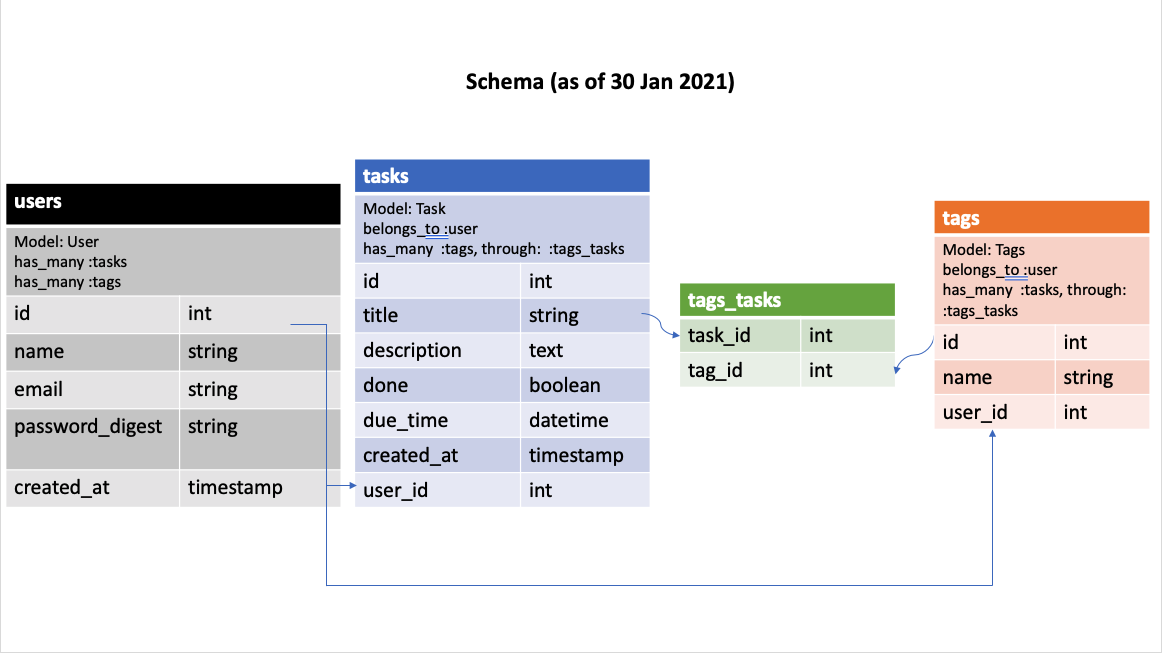 Schema (as of 30 Jan 2021)
users
Model: User
has_many :tasks
has_many :tags
id int
name string
email string
password_digest string
created_at timestamp
tasks
Model: Task
belongs_to :user
has_many  :tags, through:  :tags_tasks
id int
title string
description text
done boolean
due_time datetime
created_at timestamp
user_id int
tags_tasks
task_id int
tag_id int
tags
Model: Tags
belongs_to :user
has_many  :tasks, through:
:tags_tasks
id int
name string
user_id int